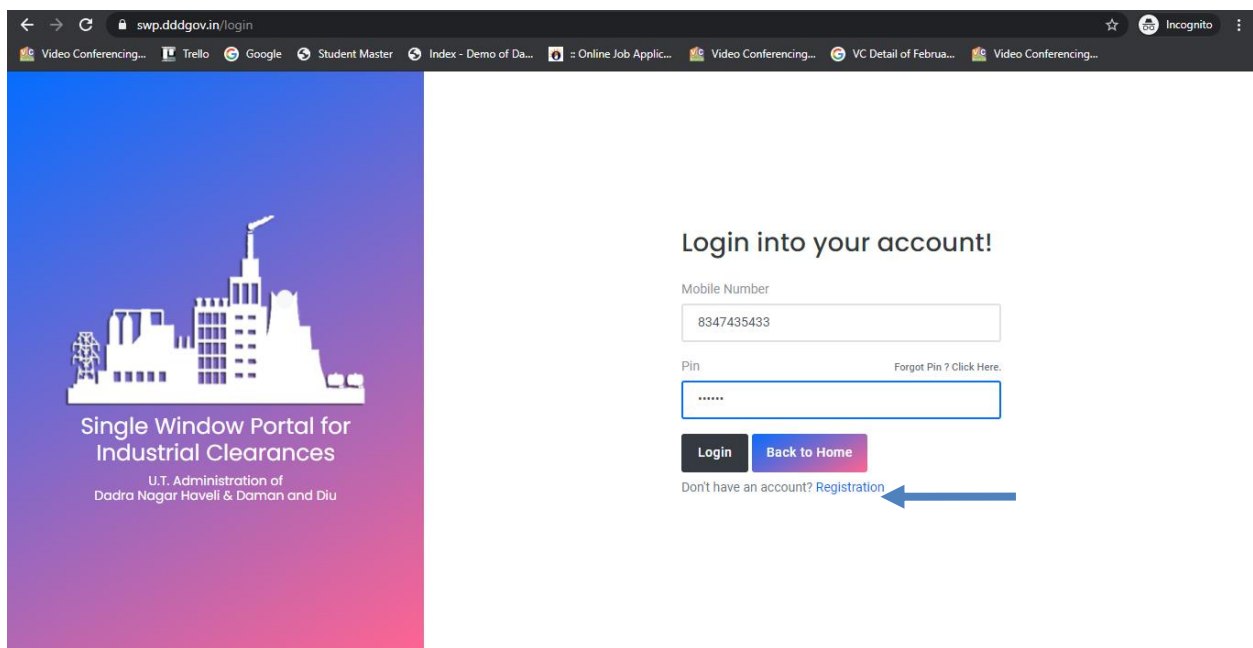 swp.dddgov.in/login
Incognito
Video Conferencing... Trello Google Student Master Index - Demo of Da... :: Online Job Applic... Video Conferencing... VC Detail of Februa... Video Conferencing...
Single Window Portal for
Industrial Clearances
U.T. Administration of
Dadra Nagar Haveli & Daman and Diu
Login into your account!
Mobile Number
8347435433
Pin Forgot Pin ? Click Here.
......
Login Back to Home
Don't have an account? Registration